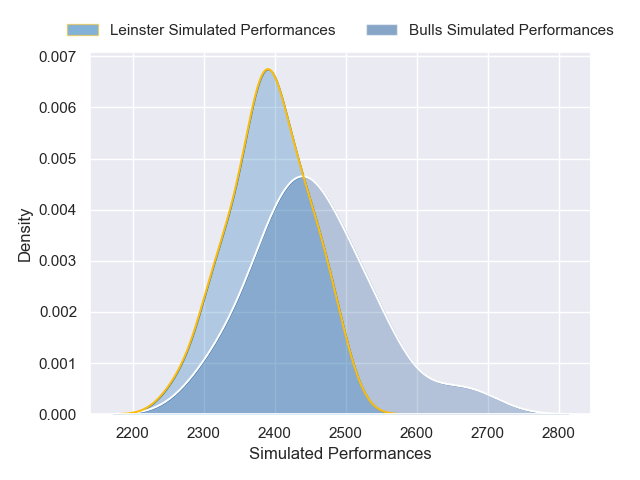 Leinster Simulated Performances Bulls Simulated Performances
0.007
0.006
0.005
0.004
0.003
0.002
0.001
0.000
Density
2200 2300 2400 2500 2600 2700 2800
Simulated Performances